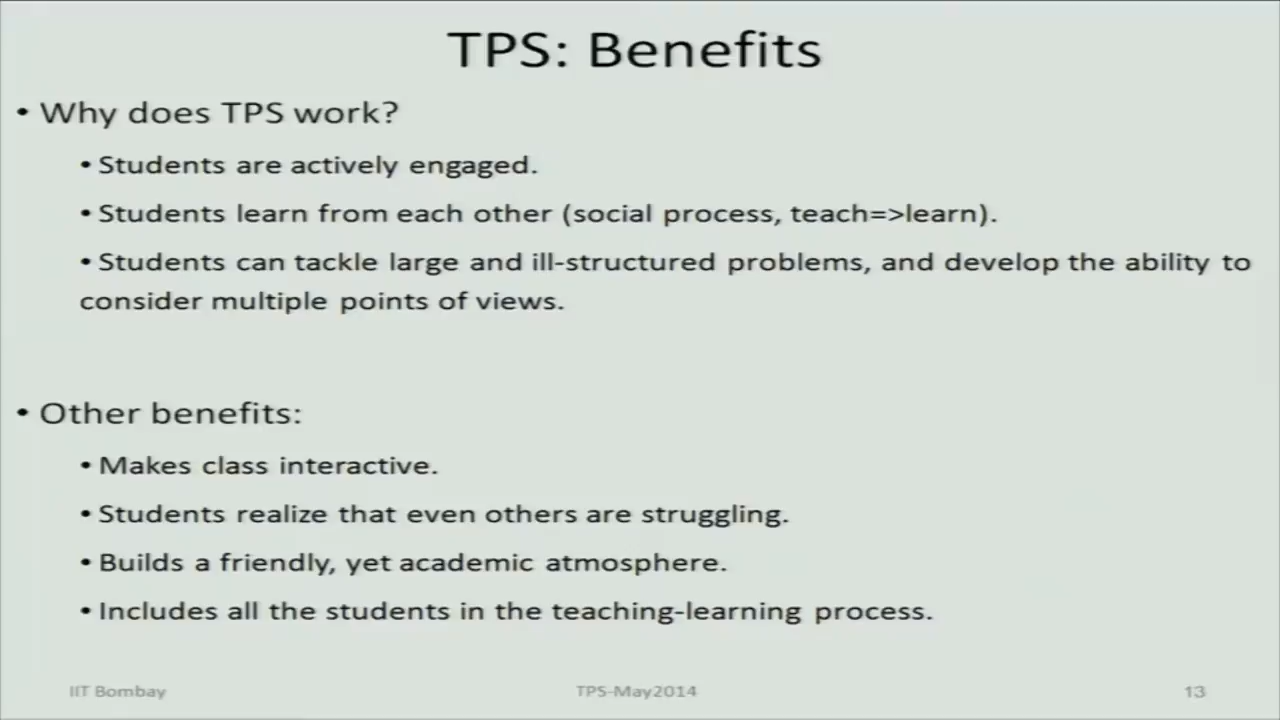 TPS: Benefits
• Why does TPS work?
• Students are actively engaged.
• Students learn from each other (social process, teach=>learn).
• Students can tackle large and ill-structured problems, and develop the ability to
consider multiple points of views.
• Other benefits:
• Makes class interactive.
• Students realize that even others are struggling.
• Builds a friendly, yet academic atmosphere.
• Includes all the students in the teaching-learning process.
IIT Bombay TPS-May2014 13